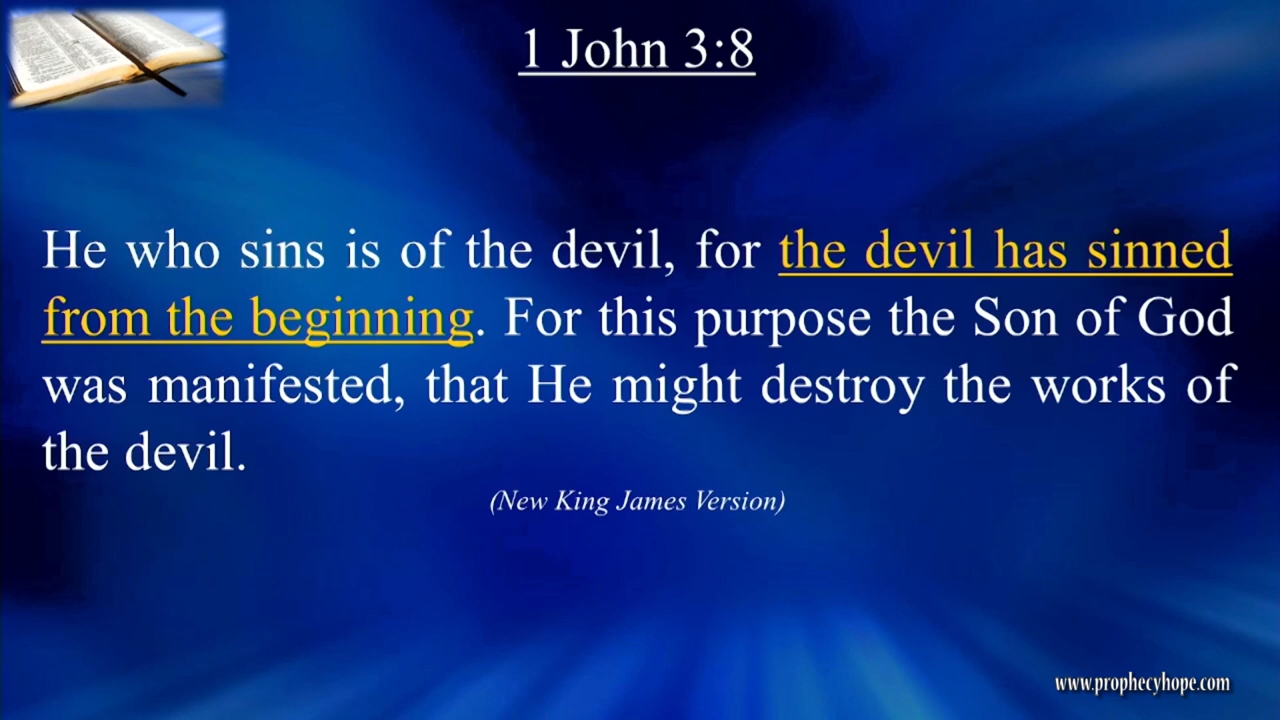 1 John 3:8
He who sins is of the devil, for the devil has sinned
from the beginning. For this purpose the Son of God
was manifested, that He might destroy the works of
the devil.
(New King James Version)
www.prophecyhope.com